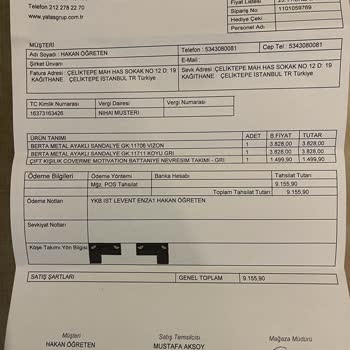 Telefon 212 278 22 70
www.yatasgrup.com.tr
Fiyat Listesi
Sipariş No 1101059769
Hediye Çeki
Personel Adı
MÜŞTERİ
Adı Soyadı : HAKAN ÖĞRETEN Telefon : 5343080081 Cep Tel : 5343080081
Şirket Ünvanı E-Mail :
Fatura Adresi : ÇELİKTEPE MAH HAS SOKAK NO 12 D: 19 Sevk Adresi : ÇELİKTEPE MAH HAS SOKAK NO 12 D: 19
KAĞITHANE ÇELİKTEPE İSTANBUL TR Türkiye KAĞITHANE ÇELİKTEPE İSTANBUL TR Türkiye
TC Kimlik Numarası Vergi Dairesi Vergi Numarası
16373163426 NIHAI MUSTERI
ÜRÜN TANIMI ADET B.FİYAT TUTAR
BERTA METAL AYAKLI SANDALYE GK.11706 VIZON 1 3.828,00 3.828,00
BERTA METAL AYAKLI SANDALYE GK.11711 KOYU GRI 1 3.828,00 3.828,00
ÇİFT KİŞİLİK COVERME MOTIVATION BATTANİYE NEVRESİM TAKIMI - GRİ 1 1.499,90 1.499,90
Ödeme Bilgileri Ödeme Yöntemi Banka Hesabı Tahsilat Tutarı
Mğz. POS Tahsilat 9.155,90
Toplam Tahsilat Tutarı 9.155,90
Ödeme Notları YKB IST LEVENT ENZA1 HAKAN ÖĞRETEN
Sevkiyat Notları
Köşe Takımı Yön Bilgisi
SATIŞ ŞARTLARI GENEL TOPLAM 9.155,90
Müşteri Satış Temsilcisi Mağaza Müdürü
HAKAN ÖĞRETEN MUSTAFA AKSOY